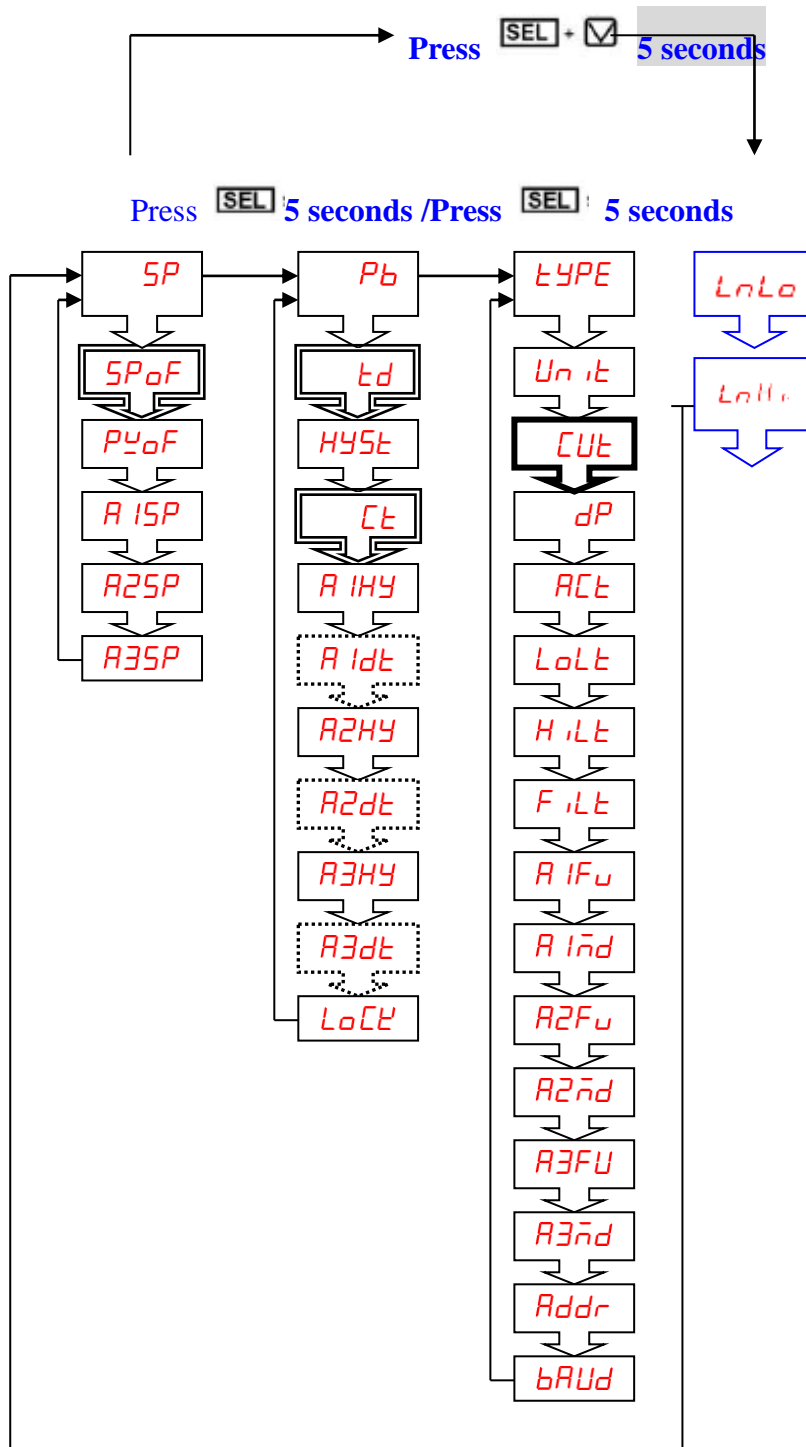 Press SEL + 5 seconds
Press SEL 5 seconds /Press SEL 5 seconds
SP
SPoF
PVoF
A1SP
A2SP
A3SP
Pb
td
HYSt
Ct
A1HY
A1dt
A2HY
A2dt
A3HY
A3dt
LoCK
tYPE
Unit
CUt
dP
ACt
LoLt
HiLt
FiLt
A1Fu
A1md
A2Fu
A2md
A3FU
A3md
Addr
bAUd
LnLo